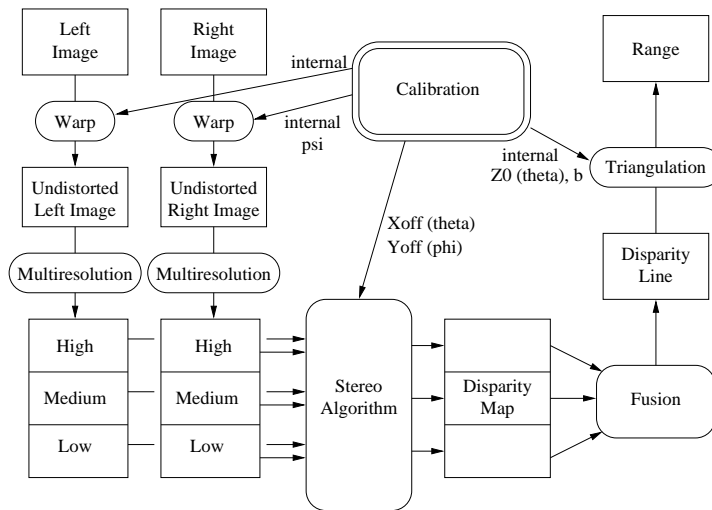 Left
Image
Right
Image
Range
internal
Calibration
Warp
Warp
internal
psi
internal
Z0 (theta), b
Triangulation
Undistorted
Left Image
Undistorted
Right Image
Xoff (theta)
Yoff (phi)
Disparity
Line
Multiresolution
Multiresolution
High
High
Medium
Medium
Stereo
Algorithm
Disparity
Map
Fusion
Low
Low